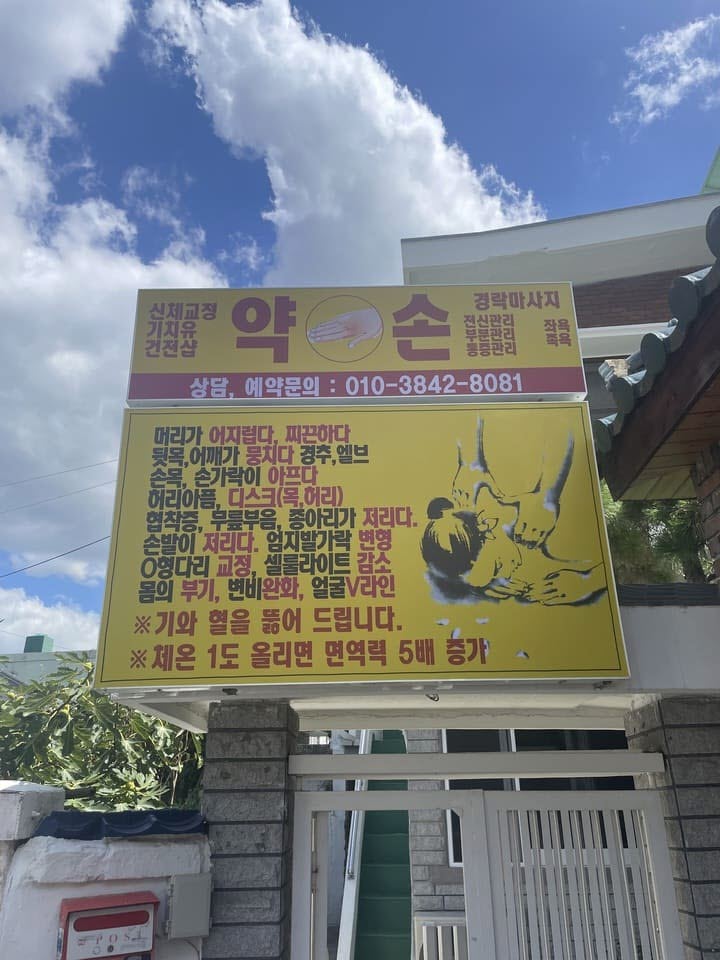 신체교정
기치유
건전샵
약손
경락마사지
전신관리
부분관리
통증관리
좌욕
족욕
상담, 예약문의 : 010-3842-8081
머리가 어지럽다, 찌끈하다
뒷목,어깨가 뭉치다 경추,엘브
손목, 손가락이 아프다
허리아픔, 디스크(목,허리)
협착증, 무릎부음, 종아리가 저리다.
손발이 저리다. 엄지발가락 변형
O형다리 교정, 셀룰라이트 감소
몸의 부기, 변비완화, 얼굴V라인
※기와 혈을 뚫어 드립니다.
※체온 1도 올리면 면역력 5배 증가
POST